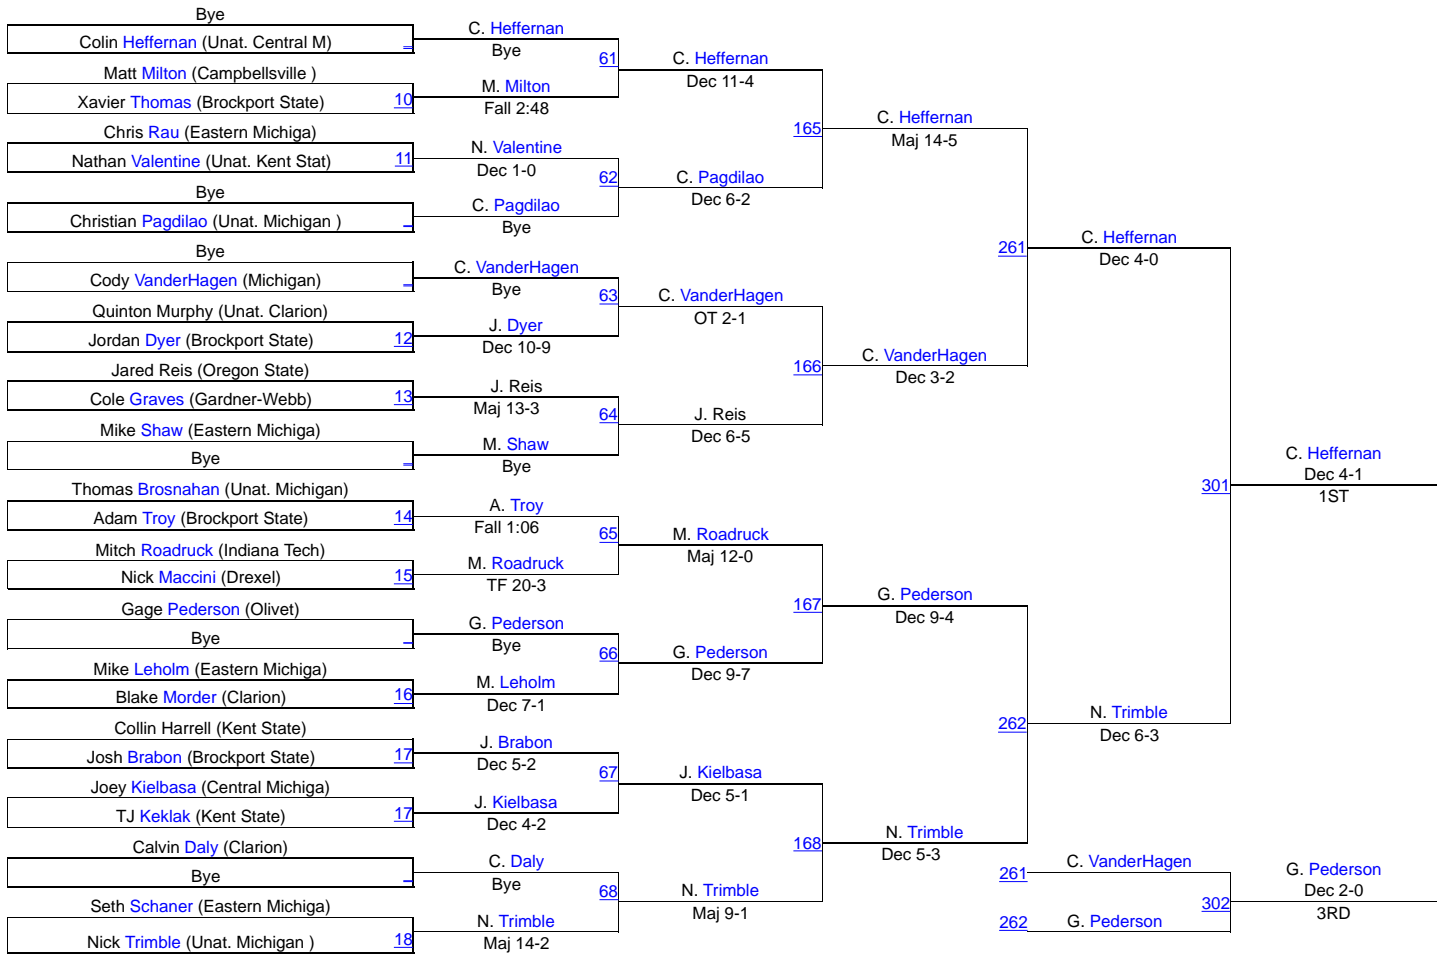 Bye
Colin Heffernan (Unat. Central M)
Matt Milton (Campbellsville )
Xavier Thomas (Brockport State) 10
Chris Rau (Eastern Michiga)
Nathan Valentine (Unat. Kent Stat) 11
Bye
Christian Pagdilao (Unat. Michigan )
Bye
Cody VanderHagen (Michigan)
Quinton Murphy (Unat. Clarion)
Jordan Dyer (Brockport State) 12
Jared Reis (Oregon State)
Cole Graves (Gardner-Webb) 13
Mike Shaw (Eastern Michiga)
Bye
Thomas Brosnahan (Unat. Michigan)
Adam Troy (Brockport State) 14
Mitch Roadruck (Indiana Tech)
Nick Maccini (Drexel) 15
Gage Pederson (Olivet)
Bye
Mike Leholm (Eastern Michiga)
Blake Morder (Clarion) 16
Collin Harrell (Kent State)
Josh Brabon (Brockport State) 17
Joey Kielbasa (Central Michiga)
TJ Keklak (Kent State) 17
Calvin Daly (Clarion)
Bye
Seth Schaner (Eastern Michiga)
Nick Trimble (Unat. Michigan ) 18
C. Heffernan
Bye
61
M. Milton
Fall 2:48
N. Valentine
Dec 1-0
62
C. Pagdilao
Bye
C. VanderHagen
Bye
63
J. Dyer
Dec 10-9
J. Reis
Maj 13-3
64
M. Shaw
Bye
A. Troy
Fall 1:06
65
M. Roadruck
TF 20-3
G. Pederson
Bye
66
M. Leholm
Dec 7-1
J. Brabon
Dec 5-2
67
J. Kielbasa
Dec 4-2
C. Daly
Bye
68
N. Trimble
Maj 14-2
C. Heffernan
Dec 11-4
165
C. Pagdilao
Dec 6-2
C. VanderHagen
OT 2-1
166
J. Reis
Dec 6-5
M. Roadruck
Maj 12-0
167
G. Pederson
Dec 9-7
J. Kielbasa
Dec 5-1
168
N. Trimble
Maj 9-1
C. Heffernan
Maj 14-5
261
C. VanderHagen
Dec 3-2
G. Pederson
Dec 9-4
262
N. Trimble
Dec 5-3
C. Heffernan
Dec 4-0
301
N. Trimble
Dec 6-3
C. Heffernan
Dec 4-1
1ST
261 C. VanderHagen
302
262 G. Pederson
G. Pederson
Dec 2-0
3RD